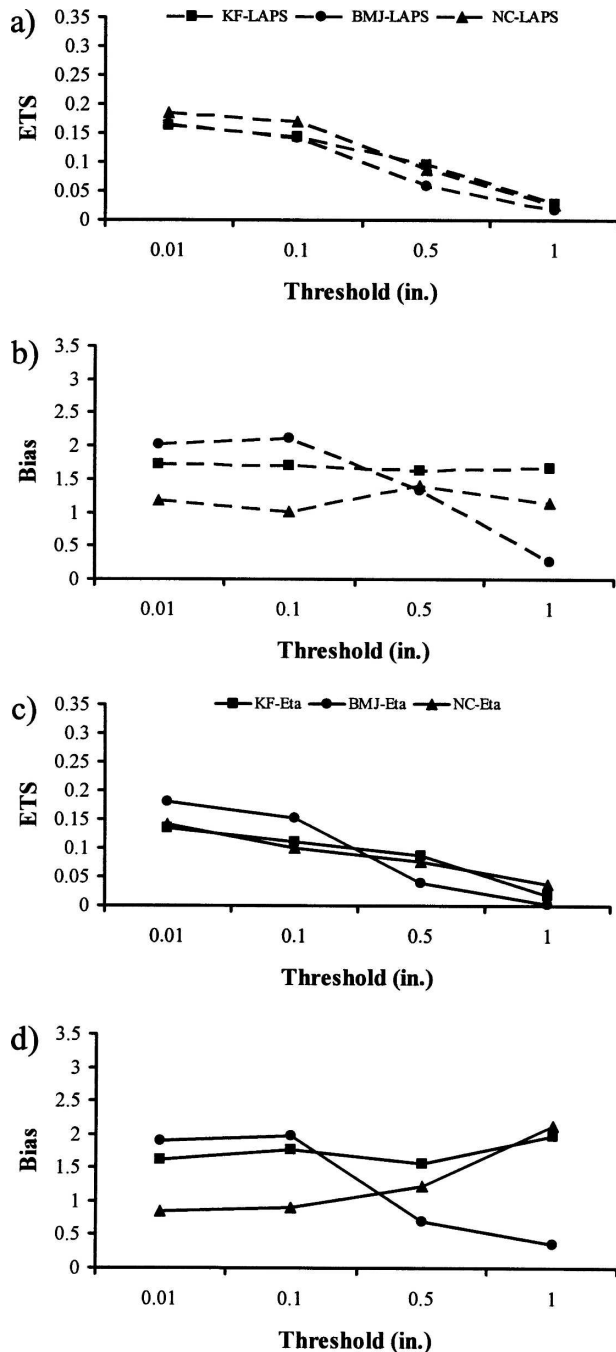 a)
KF-LAPS BMJ-LAPS NC-LAPS
0.35
0.3
0.25
0.2
0.15
0.1
0.05
0
ETS
0.01 0.1 0.5 1
Threshold (in.)
b)
3.5
3
2.5
2
1.5
1
0.5
0
Bias
0.01 0.1 0.5 1
Threshold (in.)
c)
KF-Eta BMJ-Eta NC-Eta
0.35
0.3
0.25
0.2
0.15
0.1
0.05
0
ETS
0.01 0.1 0.5 1
Threshold (in.)
d)
3.5
3
2.5
2
1.5
1
0.5
0
Bias
0.01 0.1 0.5 1
Threshold (in.)